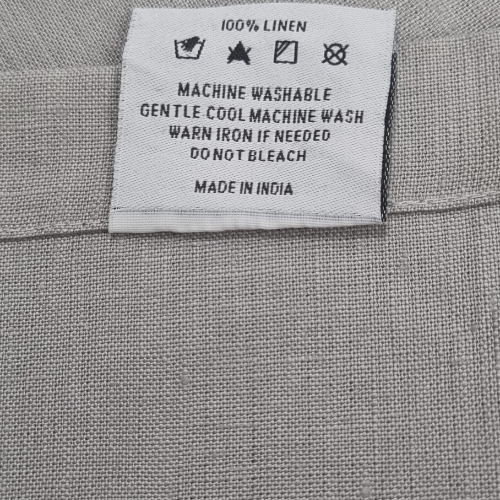 100% LINEN
MACHINE WASHABLE
GENTLE COOL MACHINE WASH
WARN IRON IF NEEDED
DO NOT BLEACH
MADE IN INDIA